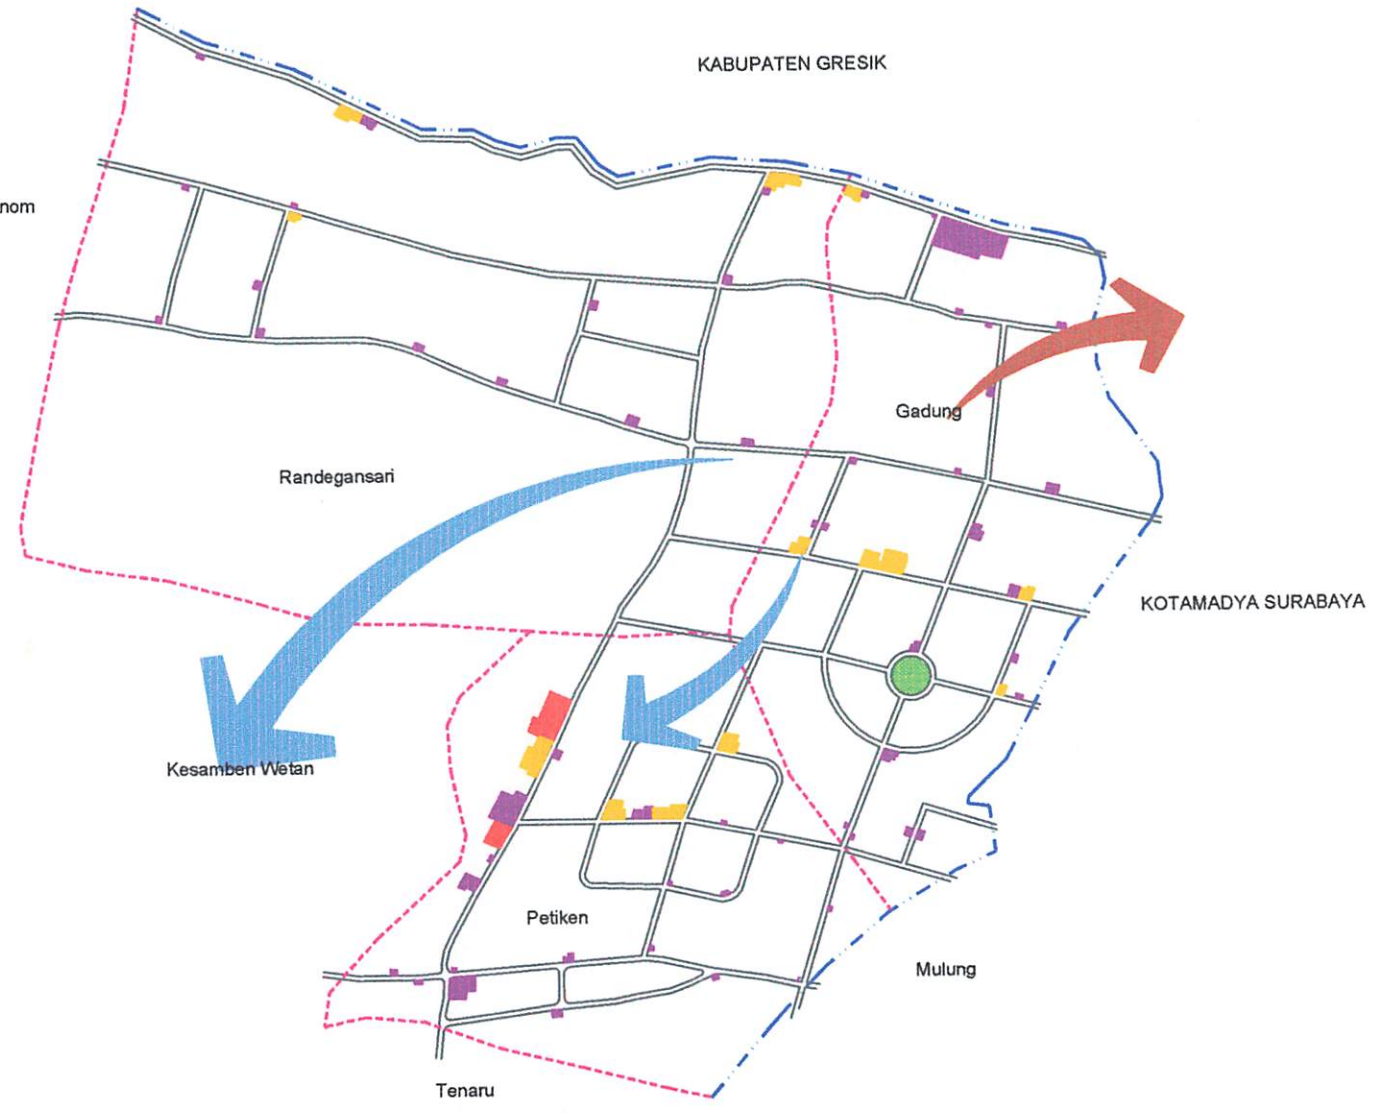 KABUPATEN GRESIK
nom
Gadung
Randegansari
KOTAMADYA SURABAYA
Kesamben Wetan
Petiken
Mulung
Tenaru